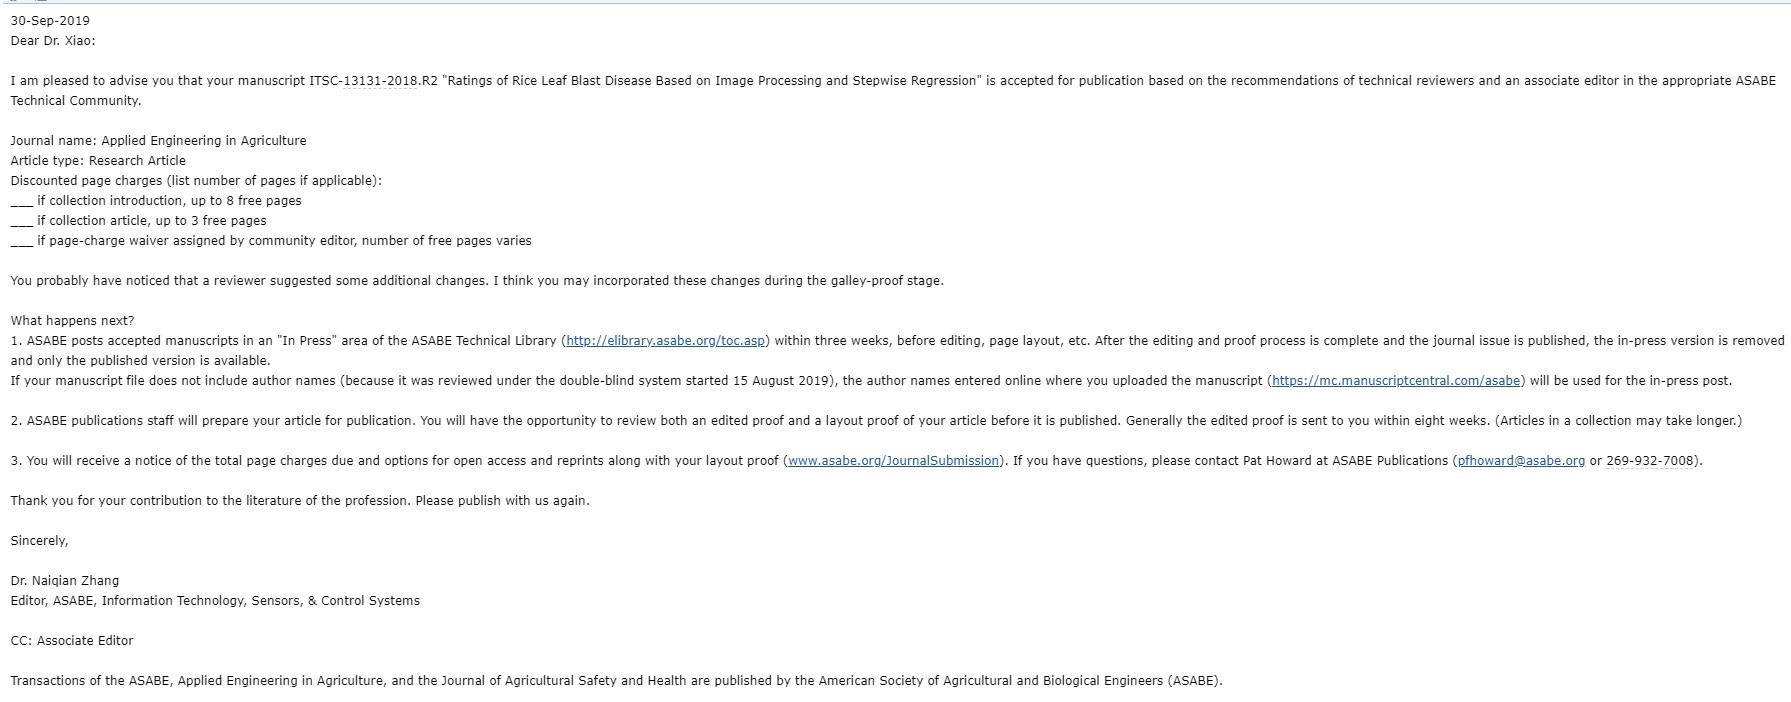 30-Sep-2019
Dear Dr. Xiao:
I am pleased to advise you that your manuscript ITSC-13131-2018.R2 "Ratings of Rice Leaf Blast Disease Based on Image Processing and Stepwise Regression" is accepted for publication based on the recommendations of technical reviewers and an associate editor in the appropriate ASABE
Technical Community.
Journal name: Applied Engineering in Agriculture
Article type: Research Article
Discounted page charges (list number of pages if applicable):
___ if collection introduction, up to 8 free pages
___ if collection article, up to 3 free pages
___ if page-charge waiver assigned by community editor, number of free pages varies
You probably have noticed that a reviewer suggested some additional changes. I think you may incorporated these changes during the galley-proof stage.
What happens next?
1. ASABE posts accepted manuscripts in an "In Press" area of the ASABE Technical Library (http://elibrary.asabe.org/toc.asp) within three weeks, before editing, page layout, etc. After the editing and proof process is complete and the journal issue is published, the in-press version is removed
and only the published version is available.
If your manuscript file does not include author names (because it was reviewed under the double-blind system started 15 August 2019), the author names entered online where you uploaded the manuscript (https://mc.manuscriptcentral.com/asabe) will be used for the in-press post.
2. ASABE publications staff will prepare your article for publication. You will have the opportunity to review both an edited proof and a layout proof of your article before it is published. Generally the edited proof is sent to you within eight weeks. (Articles in a collection may take longer.)
3. You will receive a notice of the total page charges due and options for open access and reprints along with your layout proof (www.asabe.org/JournalSubmission). If you have questions, please contact Pat Howard at ASABE Publications (pfhoward@asabe.org or 269-932-7008).
Thank you for your contribution to the literature of the profession. Please publish with us again.
Sincerely,
Dr. Naiqian Zhang
Editor, ASABE, Information Technology, Sensors, & Control Systems
CC: Associate Editor
Transactions of the ASABE, Applied Engineering in Agriculture, and the Journal of Agricultural Safety and Health are published by the American Society of Agricultural and Biological Engineers (ASABE).